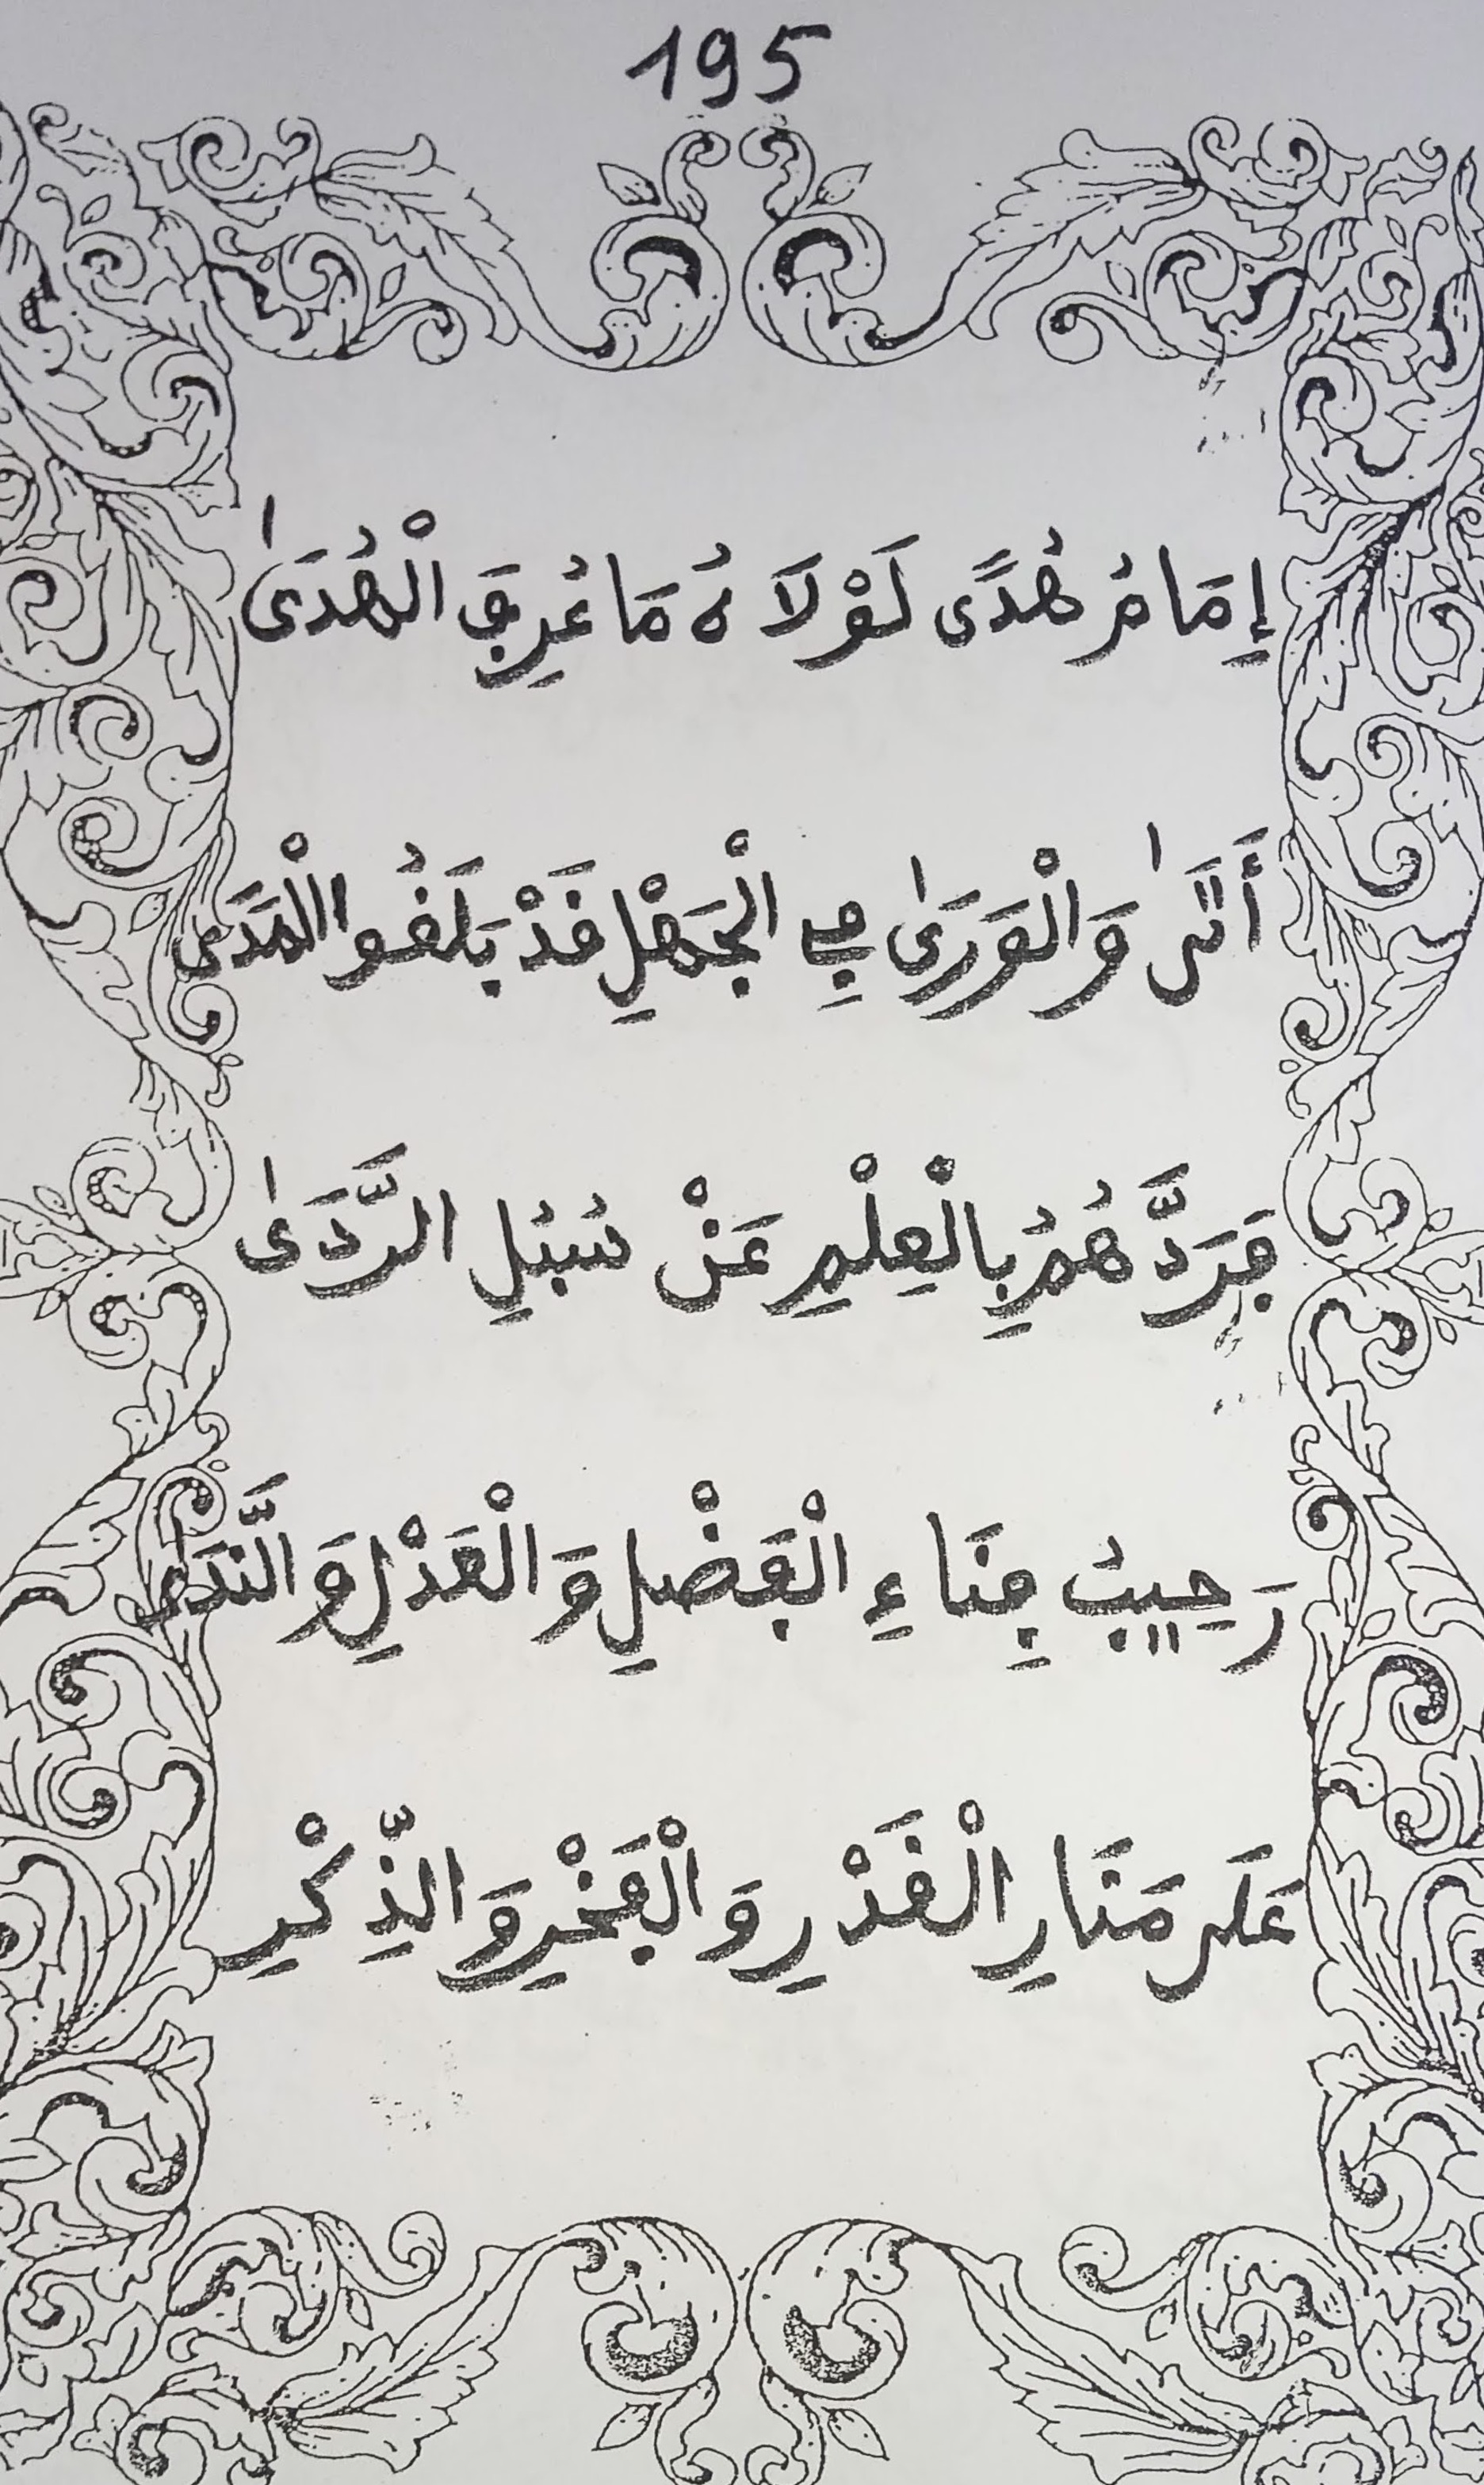 195
إِمَامُ هُدًى لَوْلَاهُ مَا عُرِفَ الْهُدَىٰ
أَتَىٰ وَالْوَرَىٰ فِي الْجَهْلِ قَدْ بَلَغُوا الْمَدَى
فَرَدَّهُمُ بِالْعِلْمِ عَنْ سُبُلِ الرَّدَىٰ
رَحِيبُ فِنَاءِ الْفَضْلِ وَالْعَدْلِ وَالنَّدَى
عَلَى مَنَارِ الْقَدْرِ وَالْفَخْرِ وَالذِّكْرِ